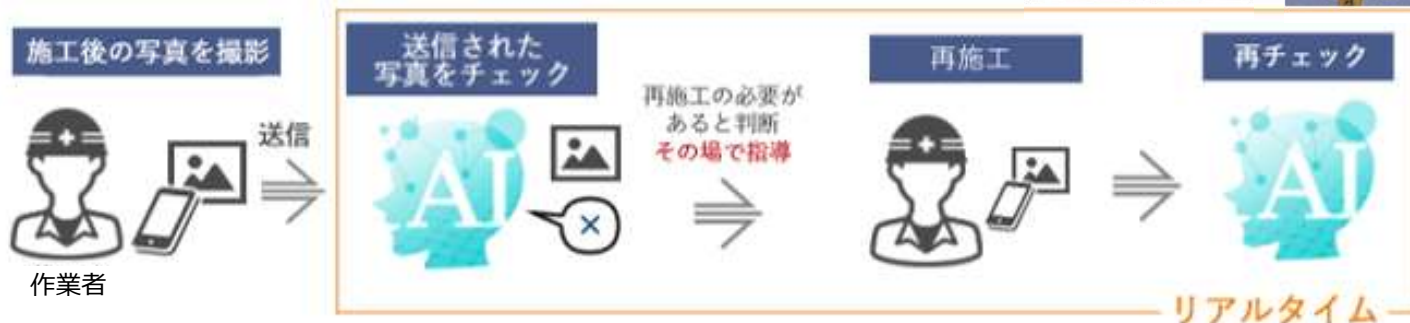 施工後の写真を撮影
送信
作業者
送信された
写真をチェック
AI
×
再施工の必要が
あると判断
その場で指導
再施工
再チェック
AI
リアルタイム